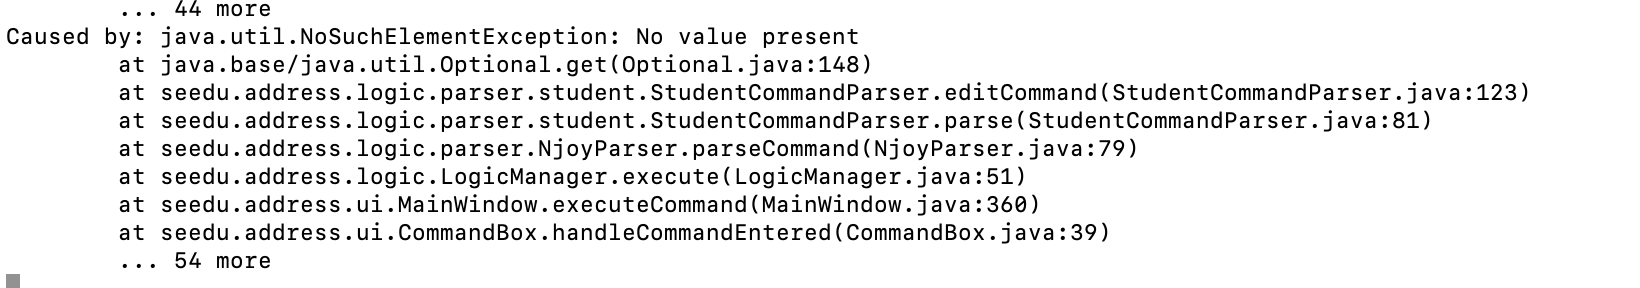 ... 44 more
Caused by: java.util.NoSuchElementException: No value present
at java.base/java.util.Optional.get(Optional.java:148)
at seedu.address.logic.parser.student.StudentCommandParser.editCommand(StudentCommandParser.java:123)
at seedu.address.logic.parser.student.StudentCommandParser.parse(StudentCommandParser.java:81)
at seedu.address.logic.parser.NjoyParser.parseCommand(NjoyParser.java:79)
at seedu.address.logic.LogicManager.execute(LogicManager.java:51)
at seedu.address.ui.MainWindow.executeCommand(MainWindow.java:360)
at seedu.address.ui.CommandBox.handleCommandEntered(CommandBox.java:39)
... 54 more